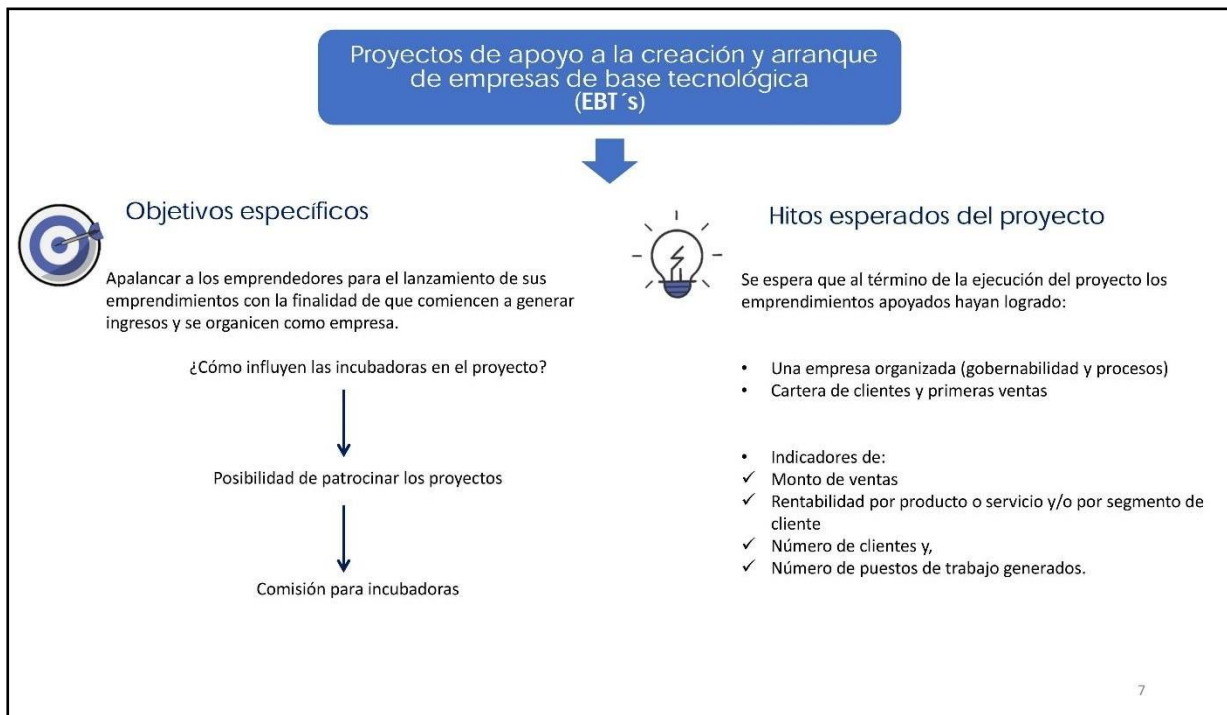 Proyectos de apoyo a la creación y arranque
de empresas de base tecnológica
(EBT´s)
Objetivos específicos
Apalancar a los emprendedores para el lanzamiento de sus
emprendimientos con la finalidad de que comiencen a generar
ingresos y se organicen como empresa.
¿Cómo influyen las incubadoras en el proyecto?
Posibilidad de patrocinar los proyectos
Comisión para incubadoras
Hitos esperados del proyecto
Se espera que al término de la ejecución del proyecto los
emprendimientos apoyados hayan logrado:
• Una empresa organizada (gobernabilidad y procesos)
• Cartera de clientes y primeras ventas
• Indicadores de:
✓ Monto de ventas
✓ Rentabilidad por producto o servicio y/o por segmento de
cliente
✓ Número de clientes y,
✓ Número de puestos de trabajo generados.
7